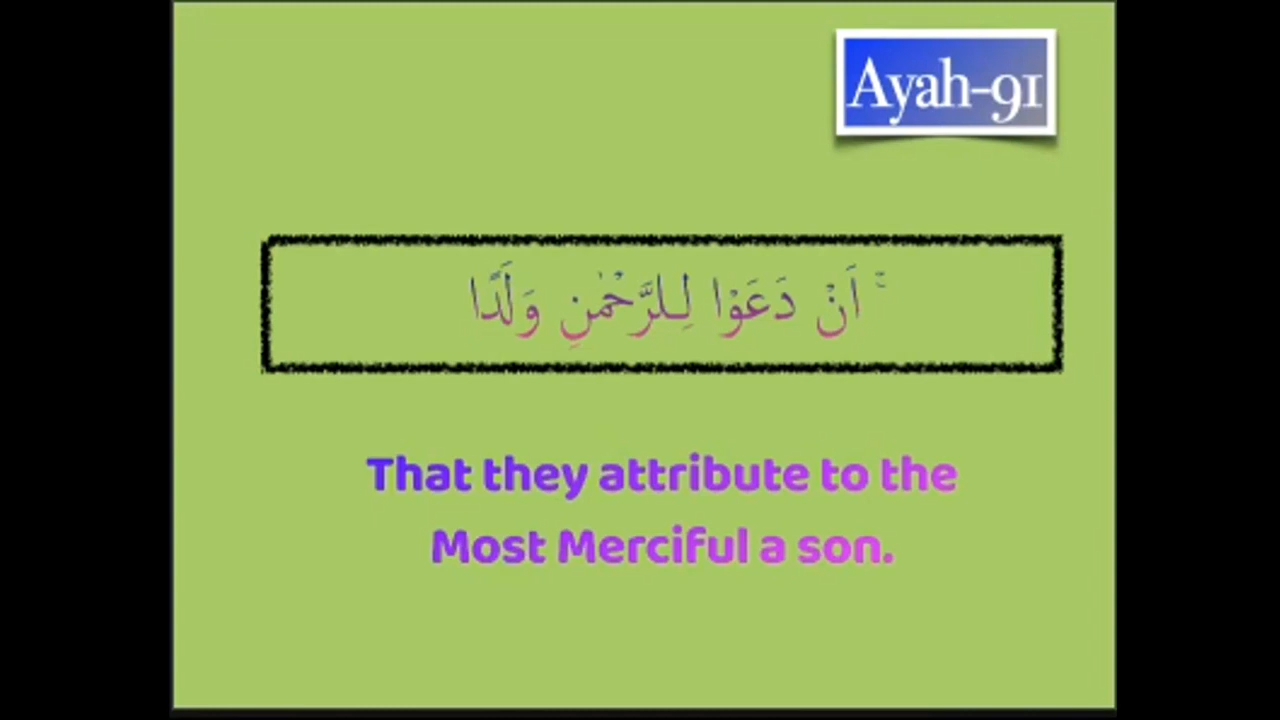 Ayah-91
اَنْ دَعَوْا لِلرَّحْمٰنِ وَلَدًا ۚ
That they attribute to the
Most Merciful a son.